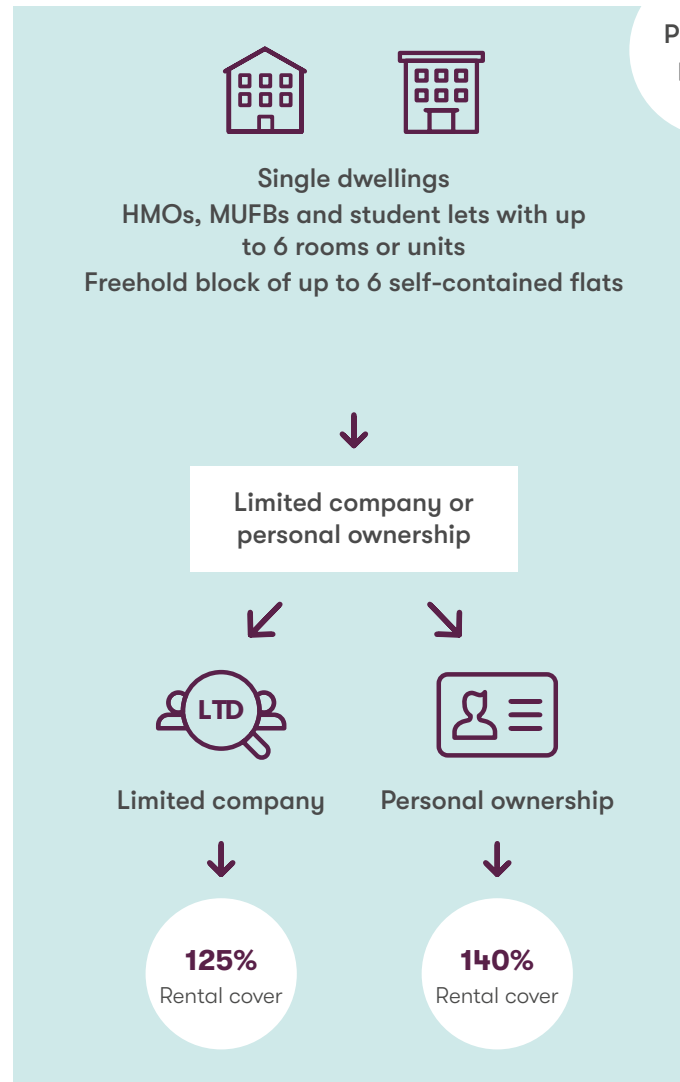 Single dwellings
HMOs, MUFBs and student lets with up
to 6 rooms or units
Freehold block of up to 6 self-contained flats
Limited company or
personal ownership
LTD
Limited company
Personal ownership
125%
Rental cover
140%
Rental cover